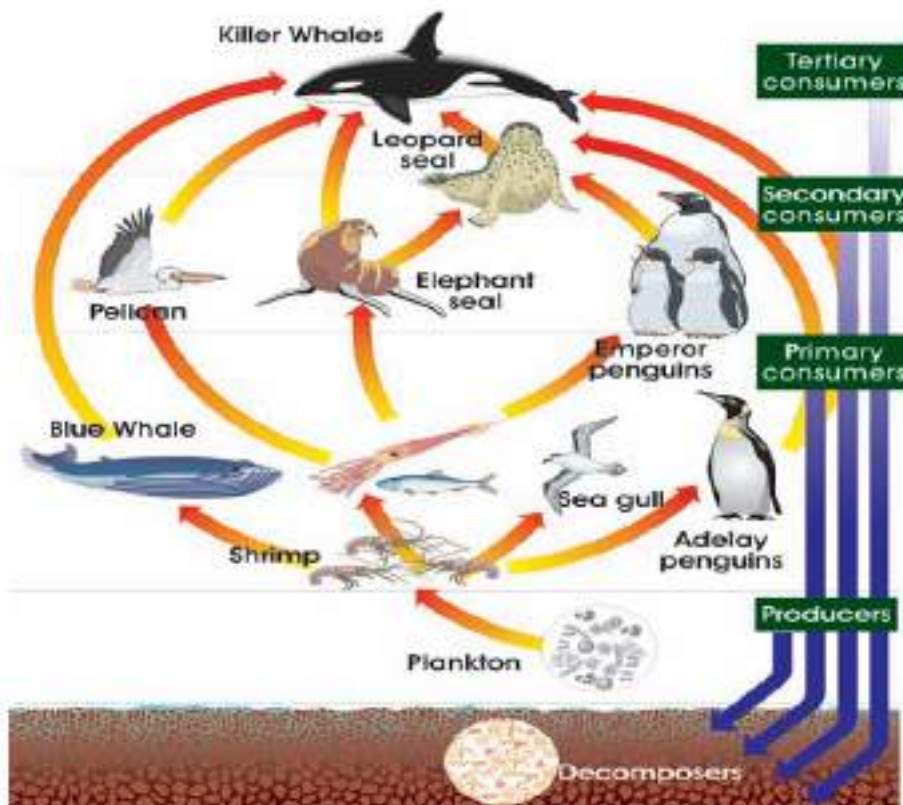 Killer Whales
Tertiary
consumers
Leopard
seal
Secondary
consumers
Pelican
Elephant
seal
Emperor
penguins
Primary
consumers
Blue Whale
Sea gull
Adelay
penguins
Shrimp
Producers
Plankton
Decomposers